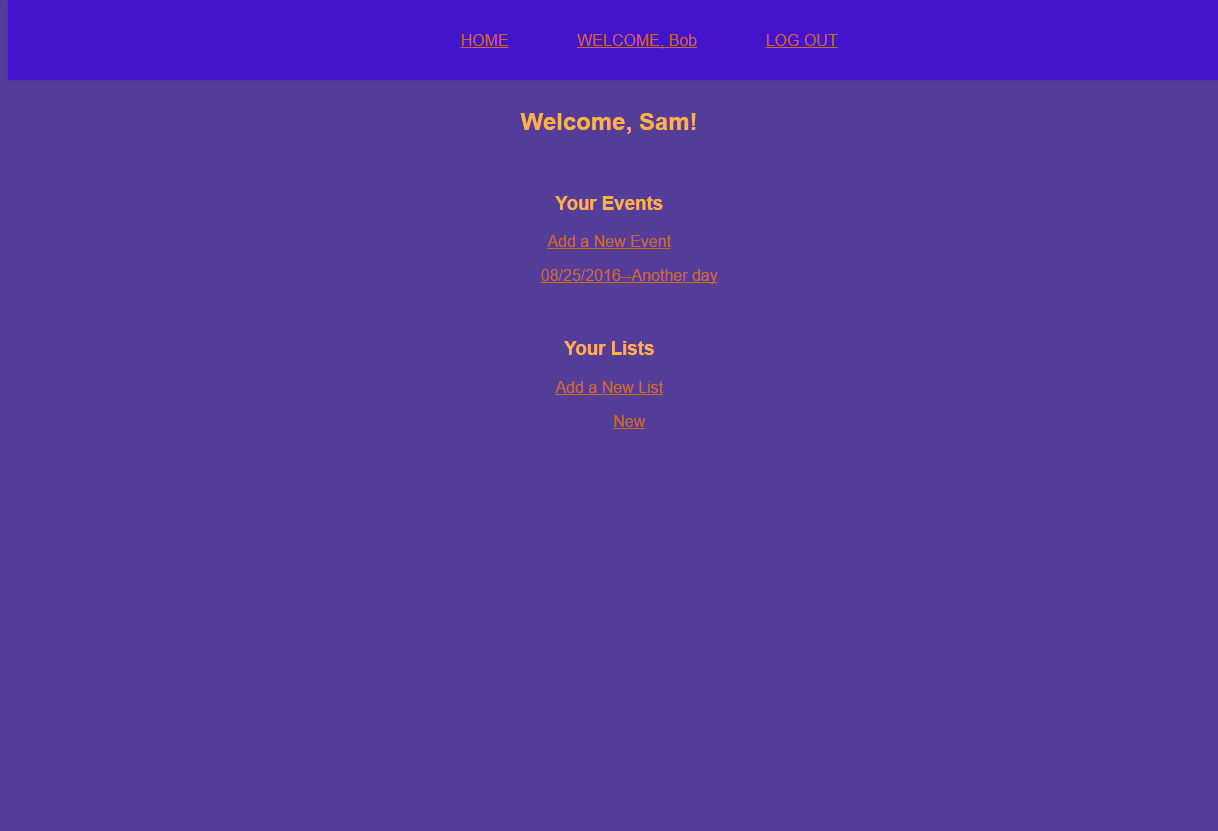 HOME WELCOME, Bob LOG OUT
Welcome, Sam!
Your Events
Add a New Event
08/25/2016--Another day
Your Lists
Add a New List
New